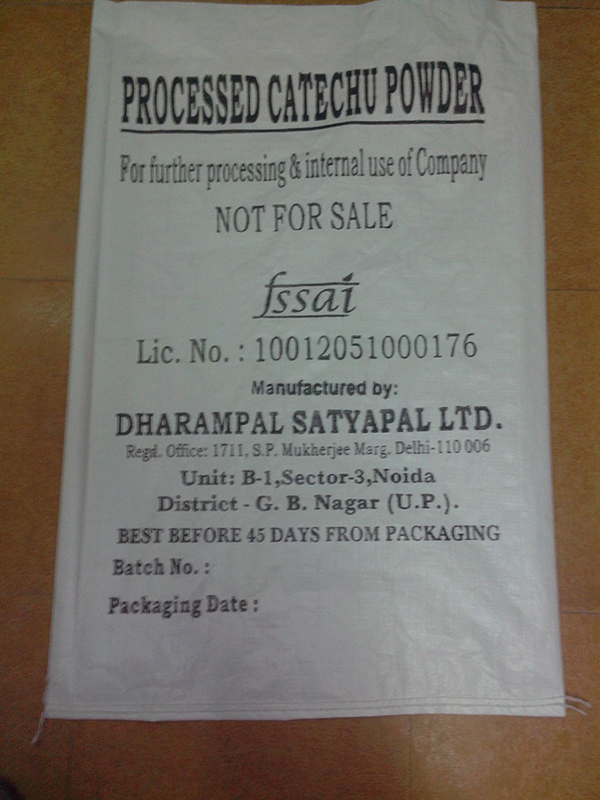 PROCESSED CATECHU POWDER
For further processing & internal use of Company
NOT FOR SALE
fssai
Lic. No. : 10012051000176
Manufactured by:
DHARAMPAL SATYAPAL LTD.
Regd. Office: 1711, S.P. Mukherjee Marg. Delhi-110 006
Unit: B-1,Sector-3,Noida
District - G. B. Nagar (U.P.).
BEST BEFORE 45 DAYS FROM PACKAGING
Batch No. :
Packaging Date :